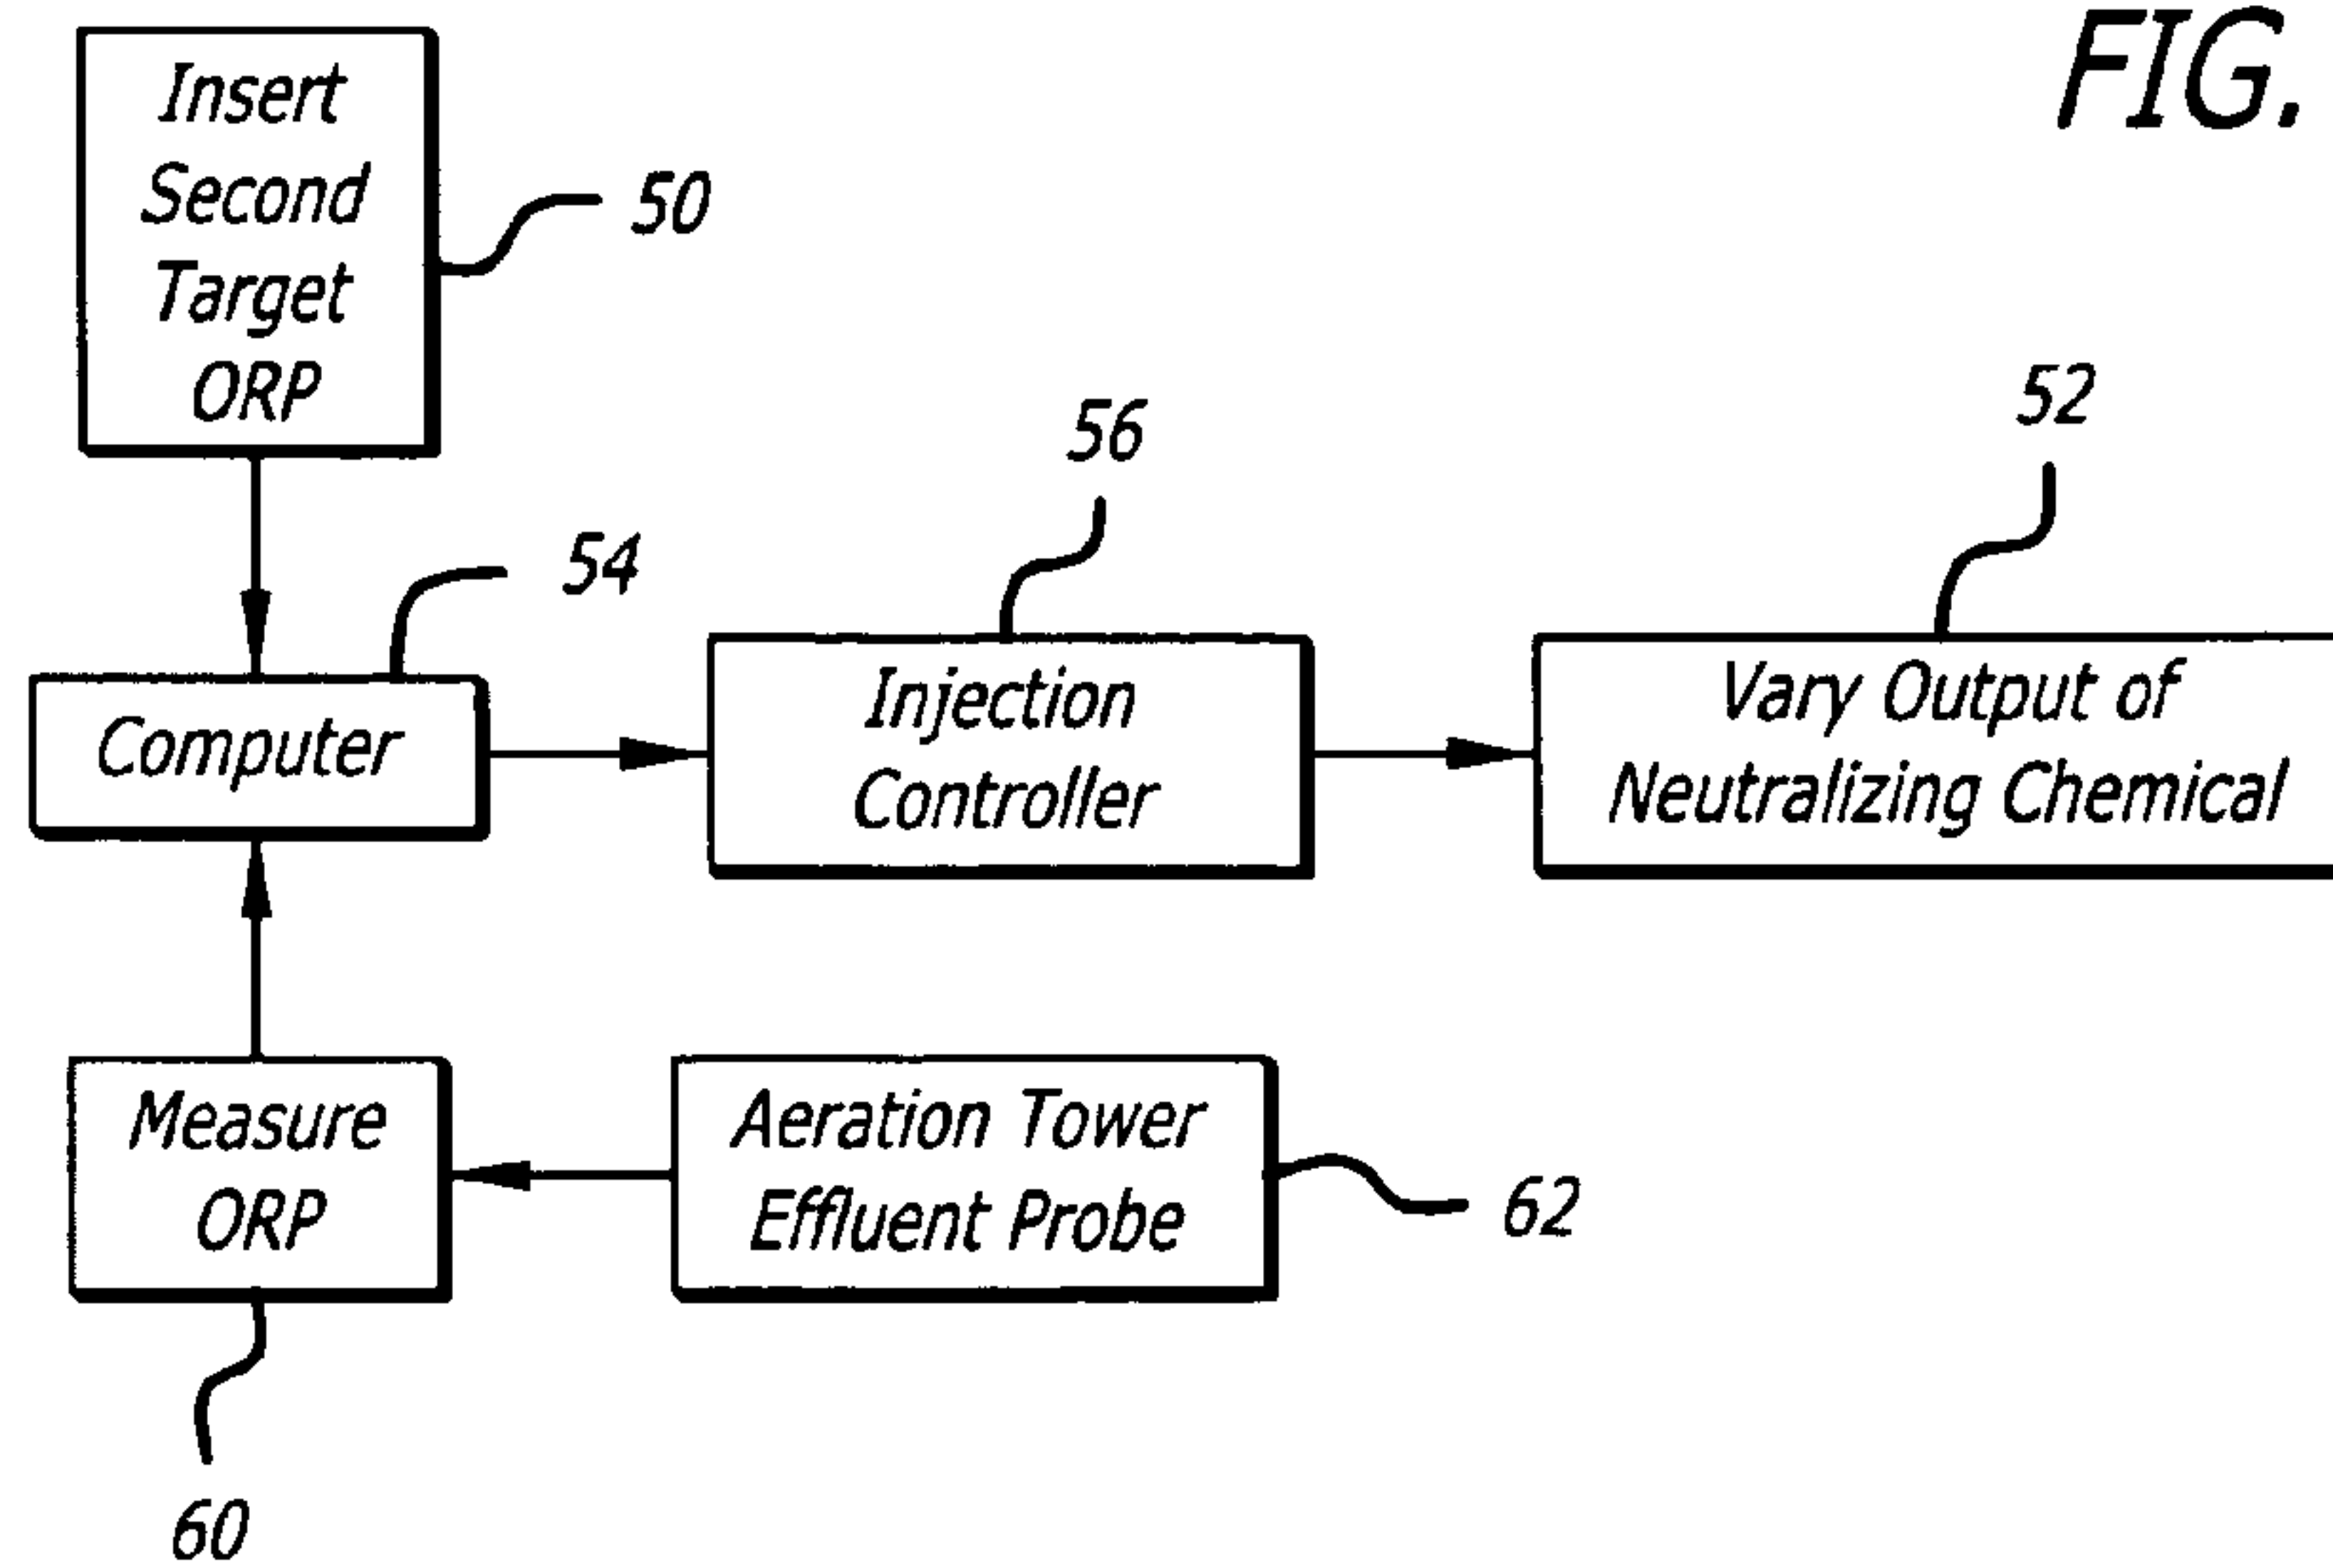 FIG.
Insert
Second
Target
ORP
50
56
52
54
Computer
Injection
Controller
Vary Output of
Neutralizing Chemical
Measure
ORP
Aeration Tower
Effluent Probe
62
60